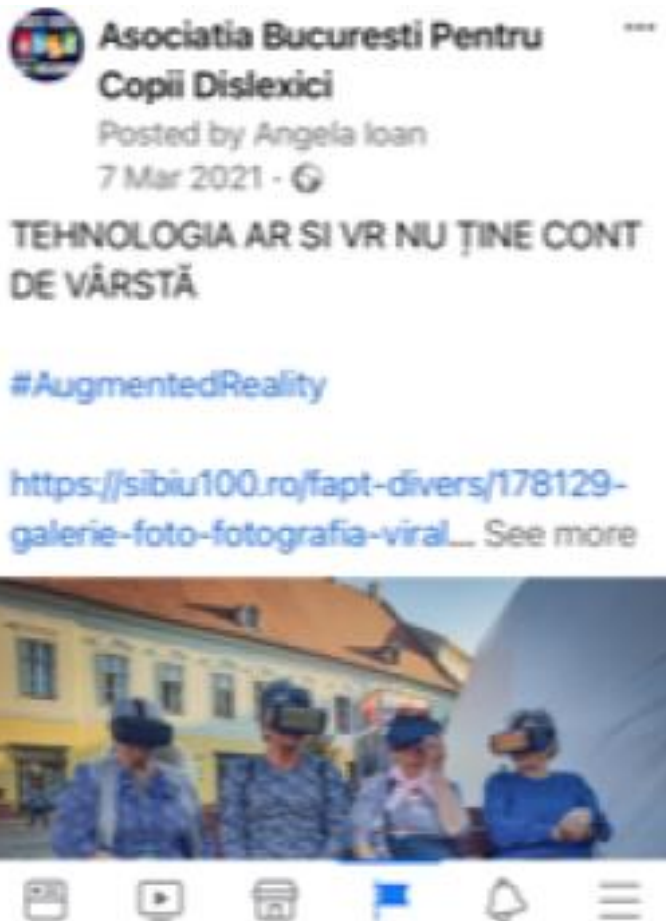 Asociatia Bucuresti Pentru
Copii Dislexici
Posted by Angela Ioan
7 Mar 2021 ·
TEHNOLOGIA AR SI VR NU ȚINE CONT
DE VÂRSTĂ
#AugmentedReality
https://sibiu100.ro/fapt-divers/178129-
galerie-foto-fotografia-viral... See more